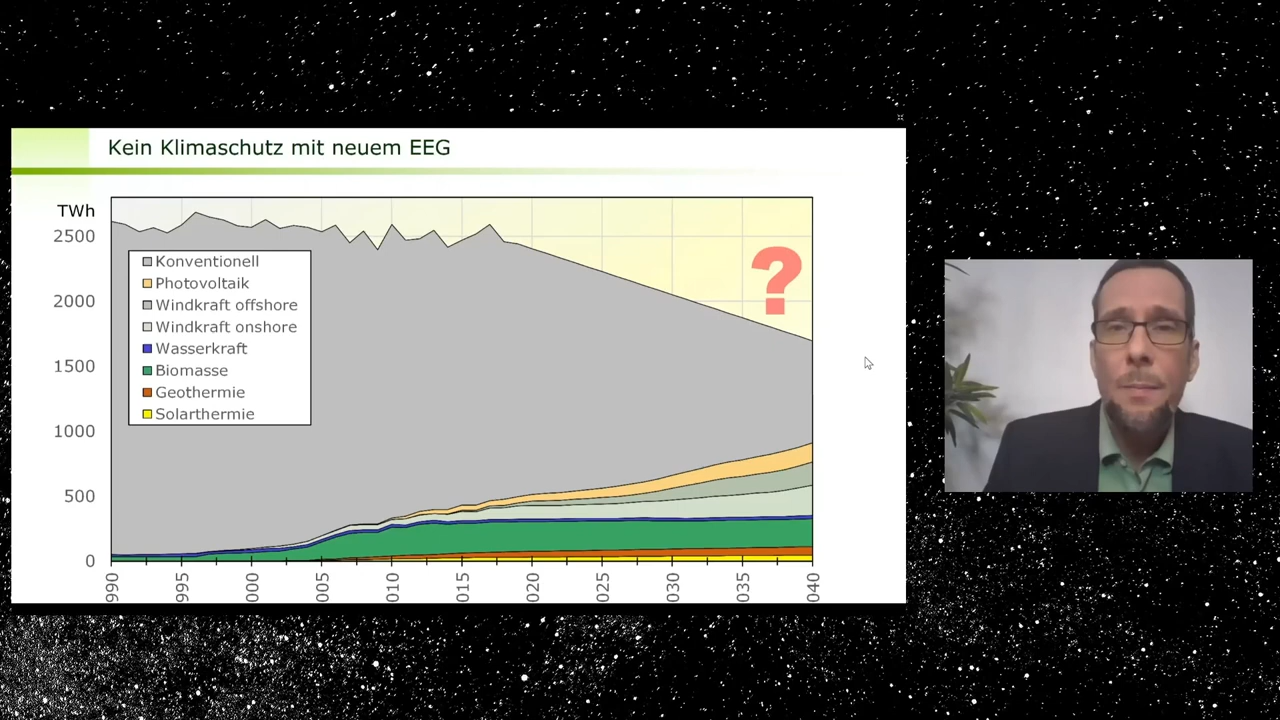 Kein Klimaschutz mit neuem EEG
TWh
2500
2000
1500
1000
500
0
Konventionell
Photovoltaik
Windkraft offshore
Windkraft onshore
Wasserkraft
Biomasse
Geothermie
Solarthermie
?
990
995
000
005
010
015
020
025
030
035
040